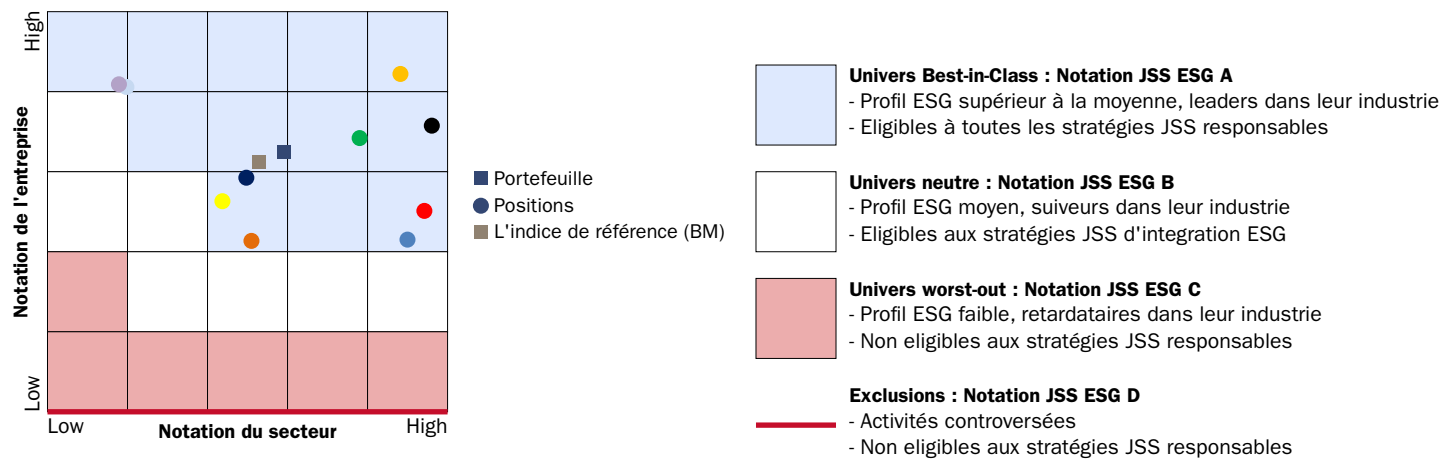 High
Notation de l'entreprise
Low
Low
Notation du secteur
High
Portefeuille
Positions
L'indice de référence (BM)
Univers Best-in-Class : Notation JSS ESG A
- Profil ESG supérieur à la moyenne, leaders dans leur industrie
- Eligibles à toutes les stratégies JSS responsables
Univers neutre : Notation JSS ESG B
- Profil ESG moyen, suiveurs dans leur industrie
- Eligibles aux stratégies JSS d'integration ESG
Univers worst-out : Notation JSS ESG C
- Profil ESG faible, retardataires dans leur industrie
- Non eligibles aux stratégies JSS responsables
Exclusions : Notation JSS ESG D
- Activités controversées
- Non eligibles aux stratégies JSS responsables